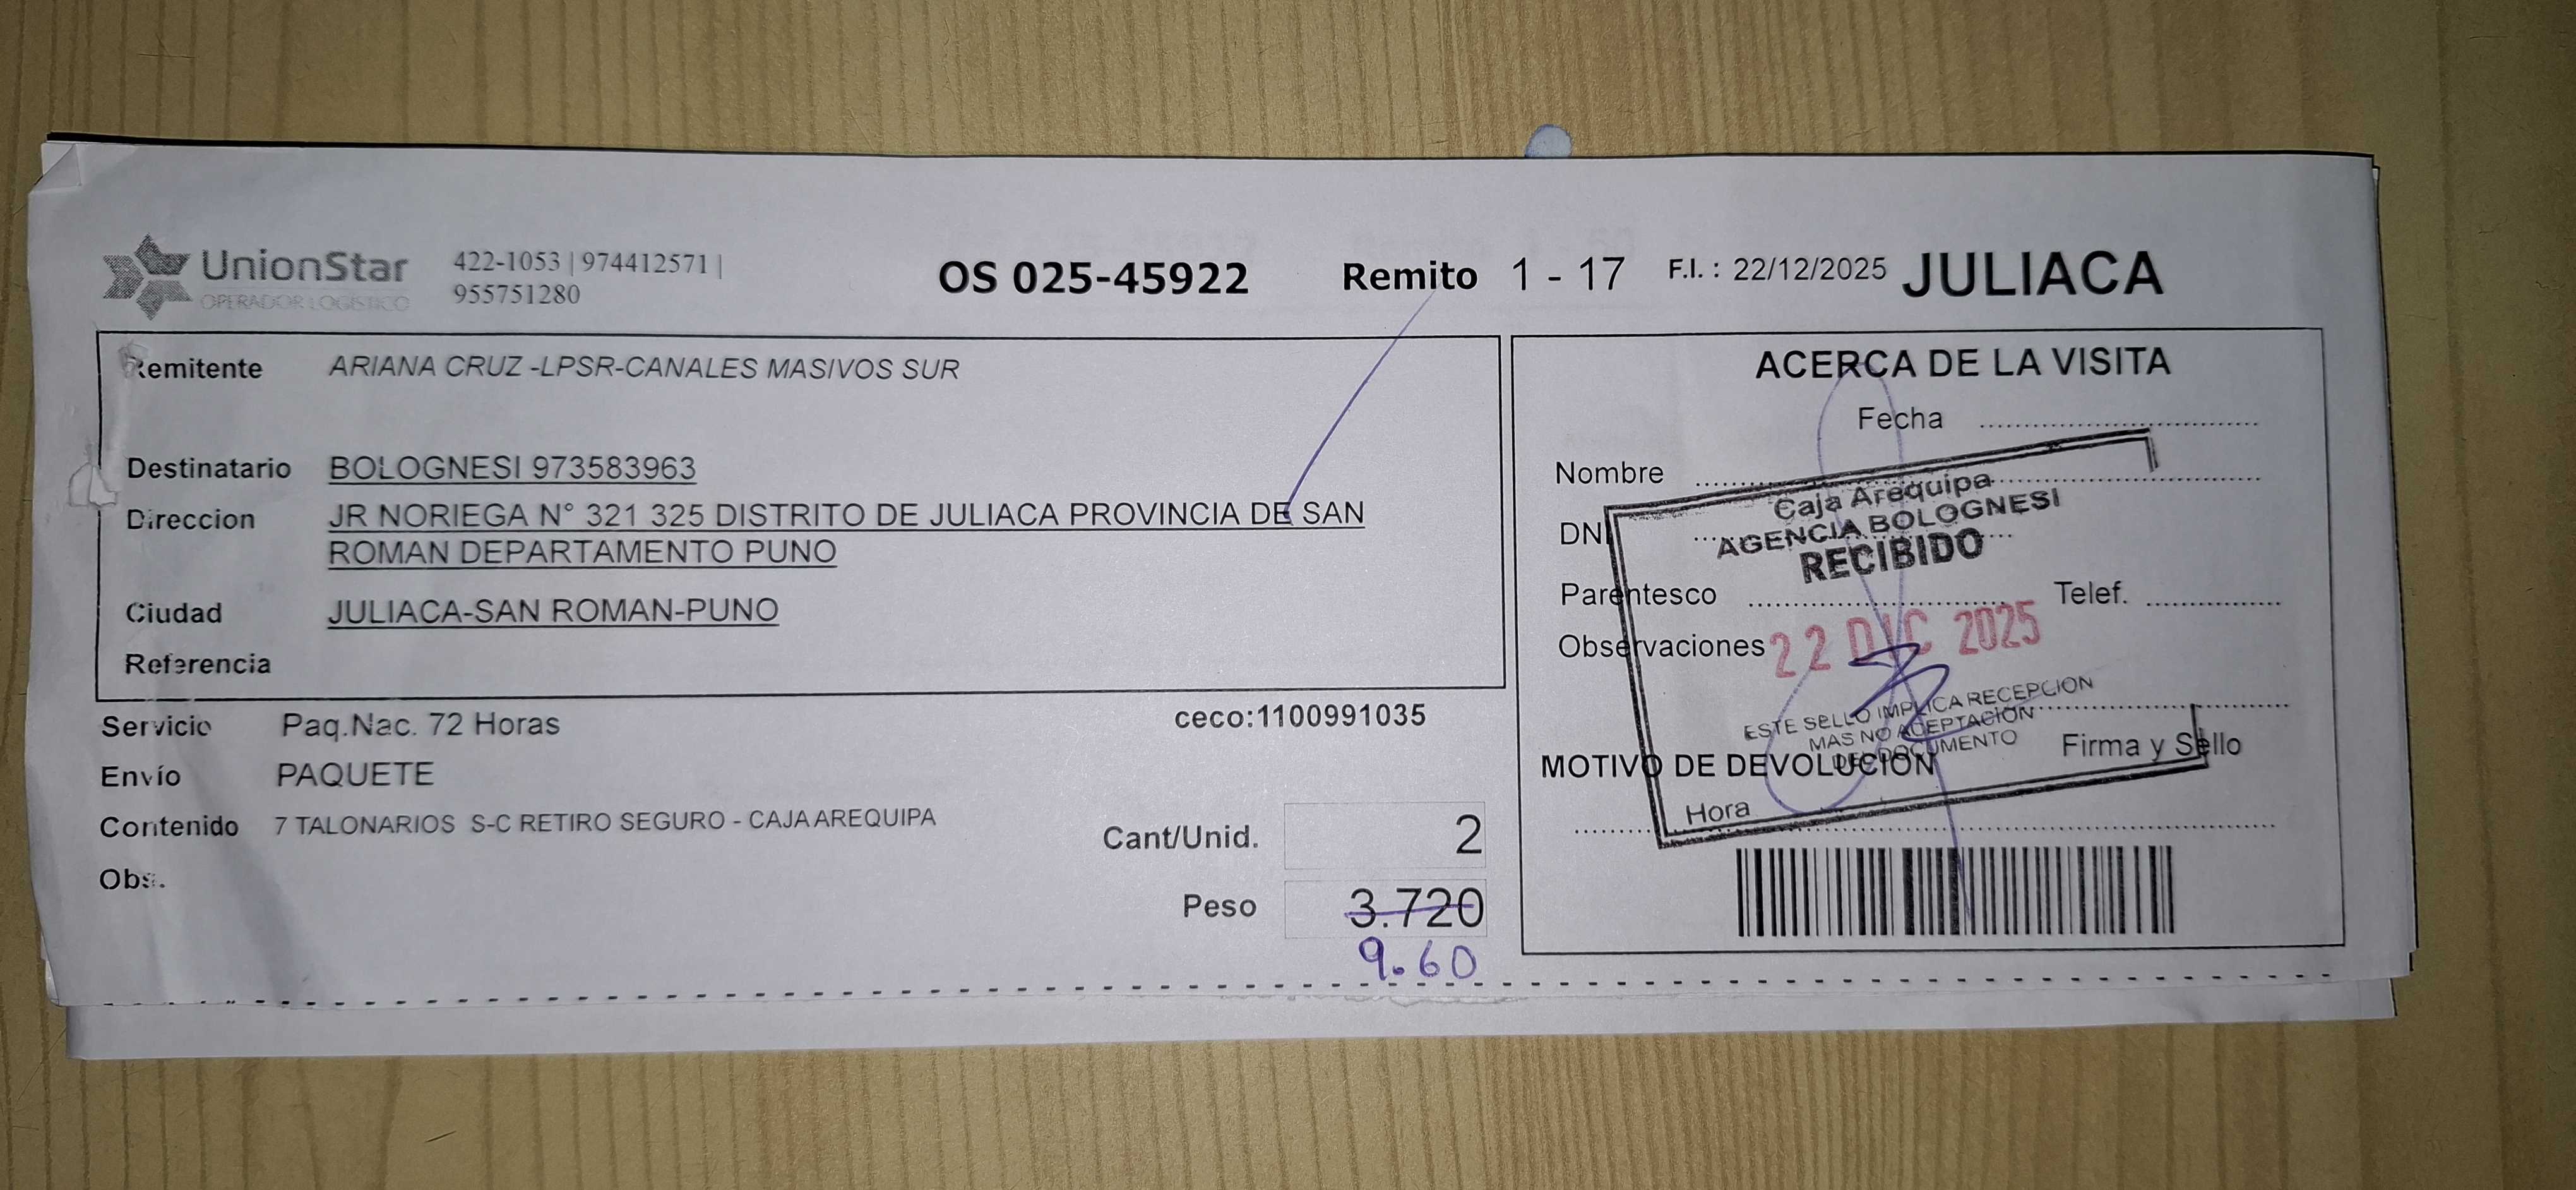 UnionStar
OPERADOR LOGISTICO
422-1053 | 974412571 |
955751280
OS 025-45922
Remito 1 - 17
F.I. : 22/12/2025
JULIACA
Remitente ARIANA CRUZ -LPSR-CANALES MASIVOS SUR
Destinatario BOLOGNESI 973583963
Direccion JR NORIEGA N° 321 325 DISTRITO DE JULIACA PROVINCIA DE SAN
ROMAN DEPARTAMENTO PUNO
Ciudad JULIACA-SAN ROMAN-PUNO
Referencia
Servicio Paq.Nac. 72 Horas
ceco:1100991035
Envío PAQUETE
Contenido 7 TALONARIOS S-C RETIRO SEGURO - CAJA AREQUIPA
Obs.
Cant/Unid. 2
Peso 3.720
9.60
ACERCA DE LA VISITA
Fecha
Nombre
DNI
Parentesco
Telef.
Observaciones
Firma y Sello
MOTIVO DE DEVOLUCION
Caja Arequipa
AGENCIA BOLOGNESI
RECIBIDO
22 DIC 2025
ESTE SELLO IMPLICA RECEPCION
MAS NO ACEPTACIÓN
DEL DOCUMENTO
Hora